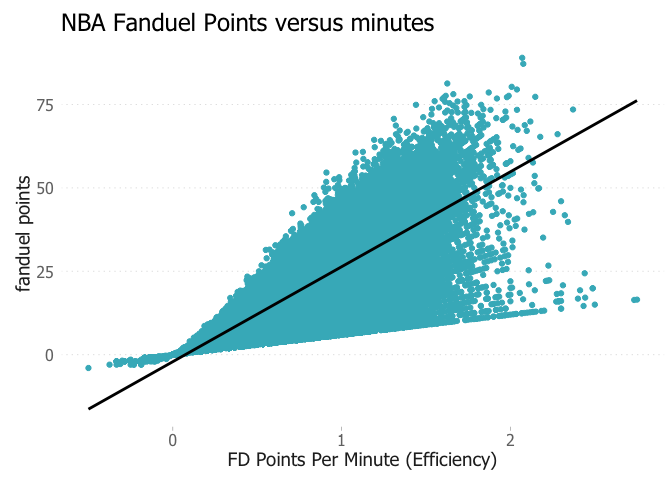 NBA Fanduel Points versus minutes
75
50
25
0
fanduel points
0 1 2
FD Points Per Minute (Efficiency)